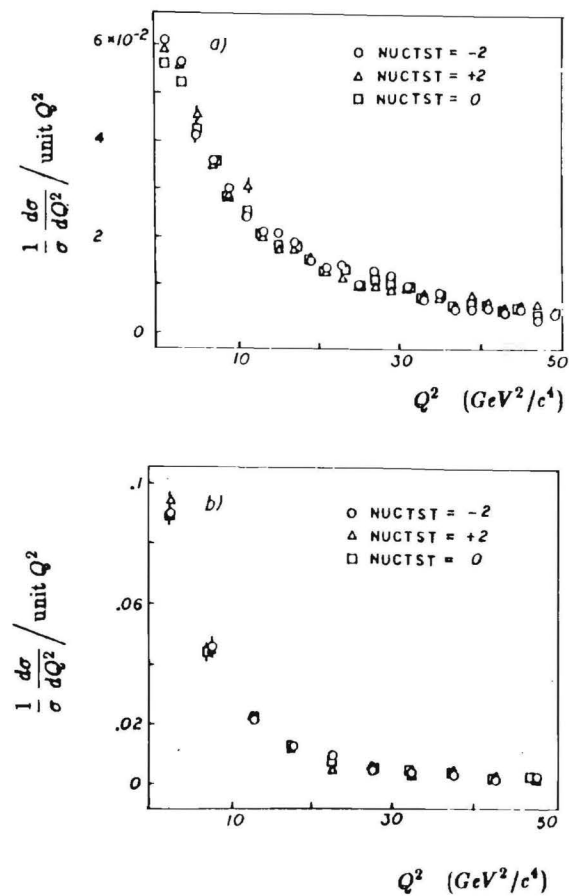 a)
6×10⁻²
4
2
0
○ NUCTST = -2
△ NUCTST = +2
□ NUCTST = 0
1/σ dσ/dQ² / unit Q²
10
30
50
Q² (GeV²/c⁴)
b)
.1
.06
.02
0
○ NUCTST = -2
△ NUCTST = +2
□ NUCTST = 0
1/σ dσ/dQ² / unit Q²
10
30
50
Q² (GeV²/c⁴)